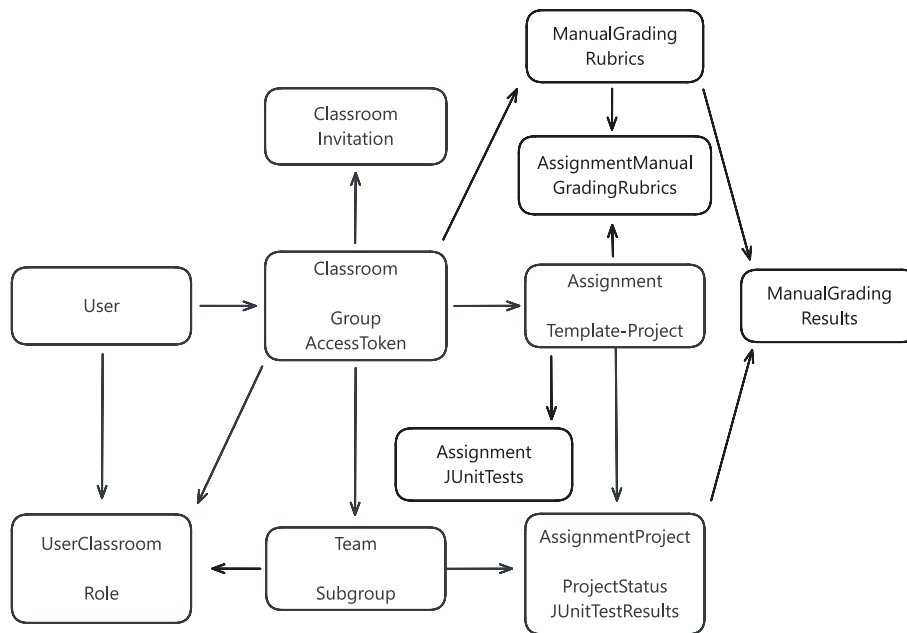 ManualGrading
Rubrics
Classroom
Invitation
AssignmentManual
GradingRubrics
User
Classroom
Group
AccessToken
Assignment
Template-Project
ManualGrading
Results
Assignment
JUnitTests
UserClassroom
Role
Team
Subgroup
AssignmentProject
ProjectStatus
JUnitTestResults